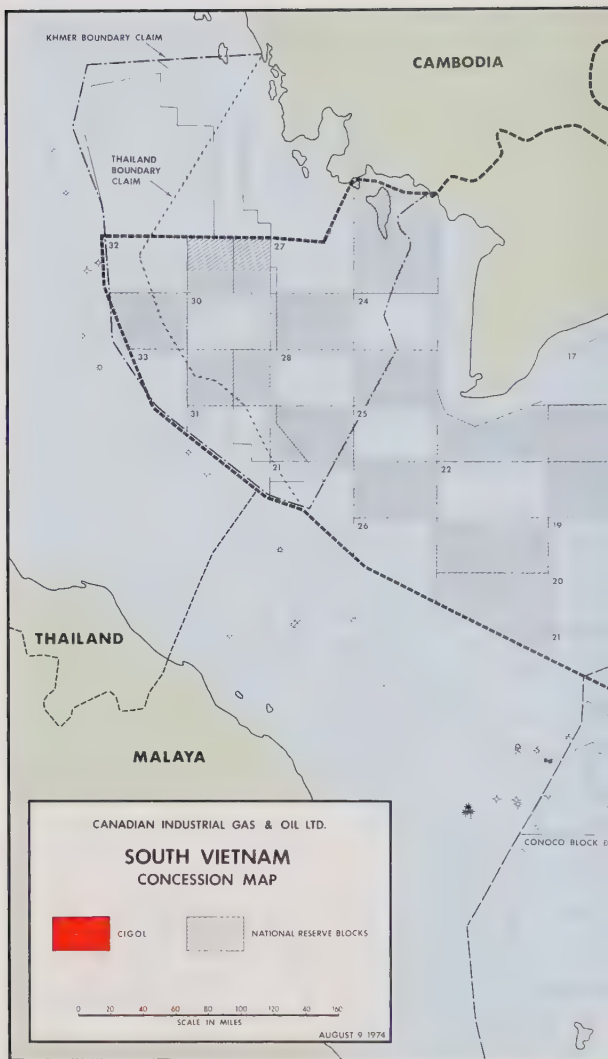 KHMER BOUNDARY CLAIM
CAMBODIA
THAILAND
BOUNDARY
CLAIM
32
27
30
24
33
28
17
31
25
21
22
26
19
20
21
THAILAND
MALAYA
CONOCO BLOCK
CANADIAN INDUSTRIAL GAS & OIL LTD.
SOUTH VIETNAM
CONCESSION MAP
CIGOL
NATIONAL RESERVE BLOCKS
0 20 40 60 80 100 120 140 160
SCALE IN MILES
AUGUST 9 1974